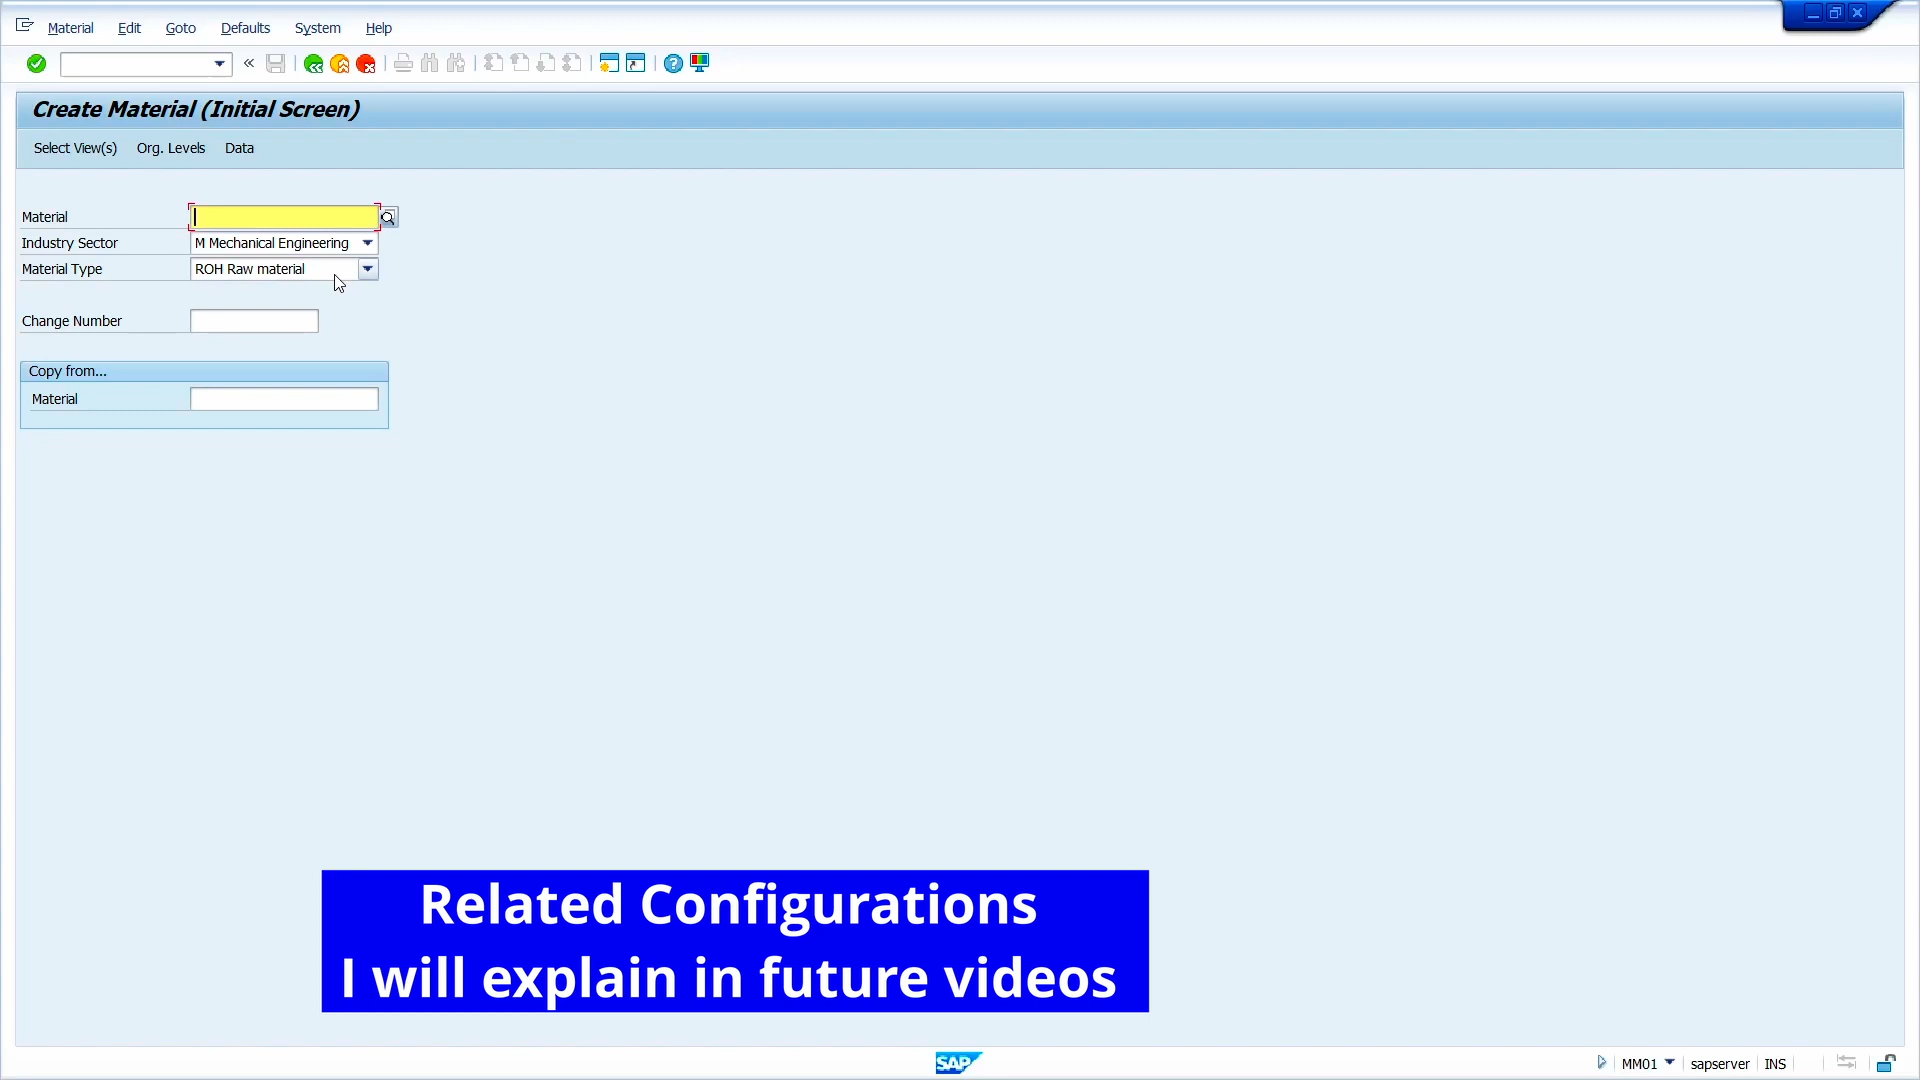 Material Edit Goto Defaults System Help
Create Material (Initial Screen)
Select View(s) Org. Levels Data
Material
Industry Sector M Mechanical Engineering
Material Type ROH Raw material
Change Number
Copy from...
Material
Related Configurations
I will explain in future videos
SAP
MM01 sapserver INS